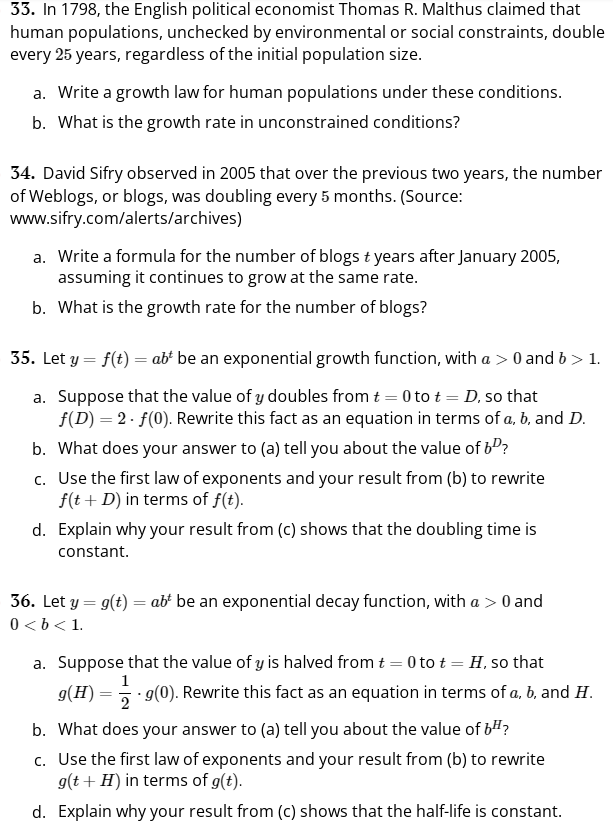 33. In 1798, the English political economist Thomas R. Malthus claimed that
human populations, unchecked by environmental or social constraints, double
every 25 years, regardless of the initial population size.
a. Write a growth law for human populations under these conditions.
b. What is the growth rate in unconstrained conditions?
34. David Sifry observed in 2005 that over the previous two years, the number
of Weblogs, or blogs, was doubling every 5 months. (Source:
www.sifry.com/alerts/archives)
a. Write a formula for the number of blogs t years after January 2005,
assuming it continues to grow at the same rate.
b. What is the growth rate for the number of blogs?
35. Let y = f(t) = ab^t be an exponential growth function, with a > 0 and b > 1.
a. Suppose that the value of y doubles from t = 0 to t = D, so that
f(D) = 2 · f(0). Rewrite this fact as an equation in terms of a, b, and D.
b. What does your answer to (a) tell you about the value of b^D?
c. Use the first law of exponents and your result from (b) to rewrite
f(t + D) in terms of f(t).
d. Explain why your result from (c) shows that the doubling time is
constant.
36. Let y = g(t) = ab^t be an exponential decay function, with a > 0 and
0 < b < 1.
a. Suppose that the value of y is halved from t = 0 to t = H, so that
g(H) = 1/2 · g(0). Rewrite this fact as an equation in terms of a, b, and H.
b. What does your answer to (a) tell you about the value of b^H?
c. Use the first law of exponents and your result from (b) to rewrite
g(t + H) in terms of g(t).
d. Explain why your result from (c) shows that the half-life is constant.